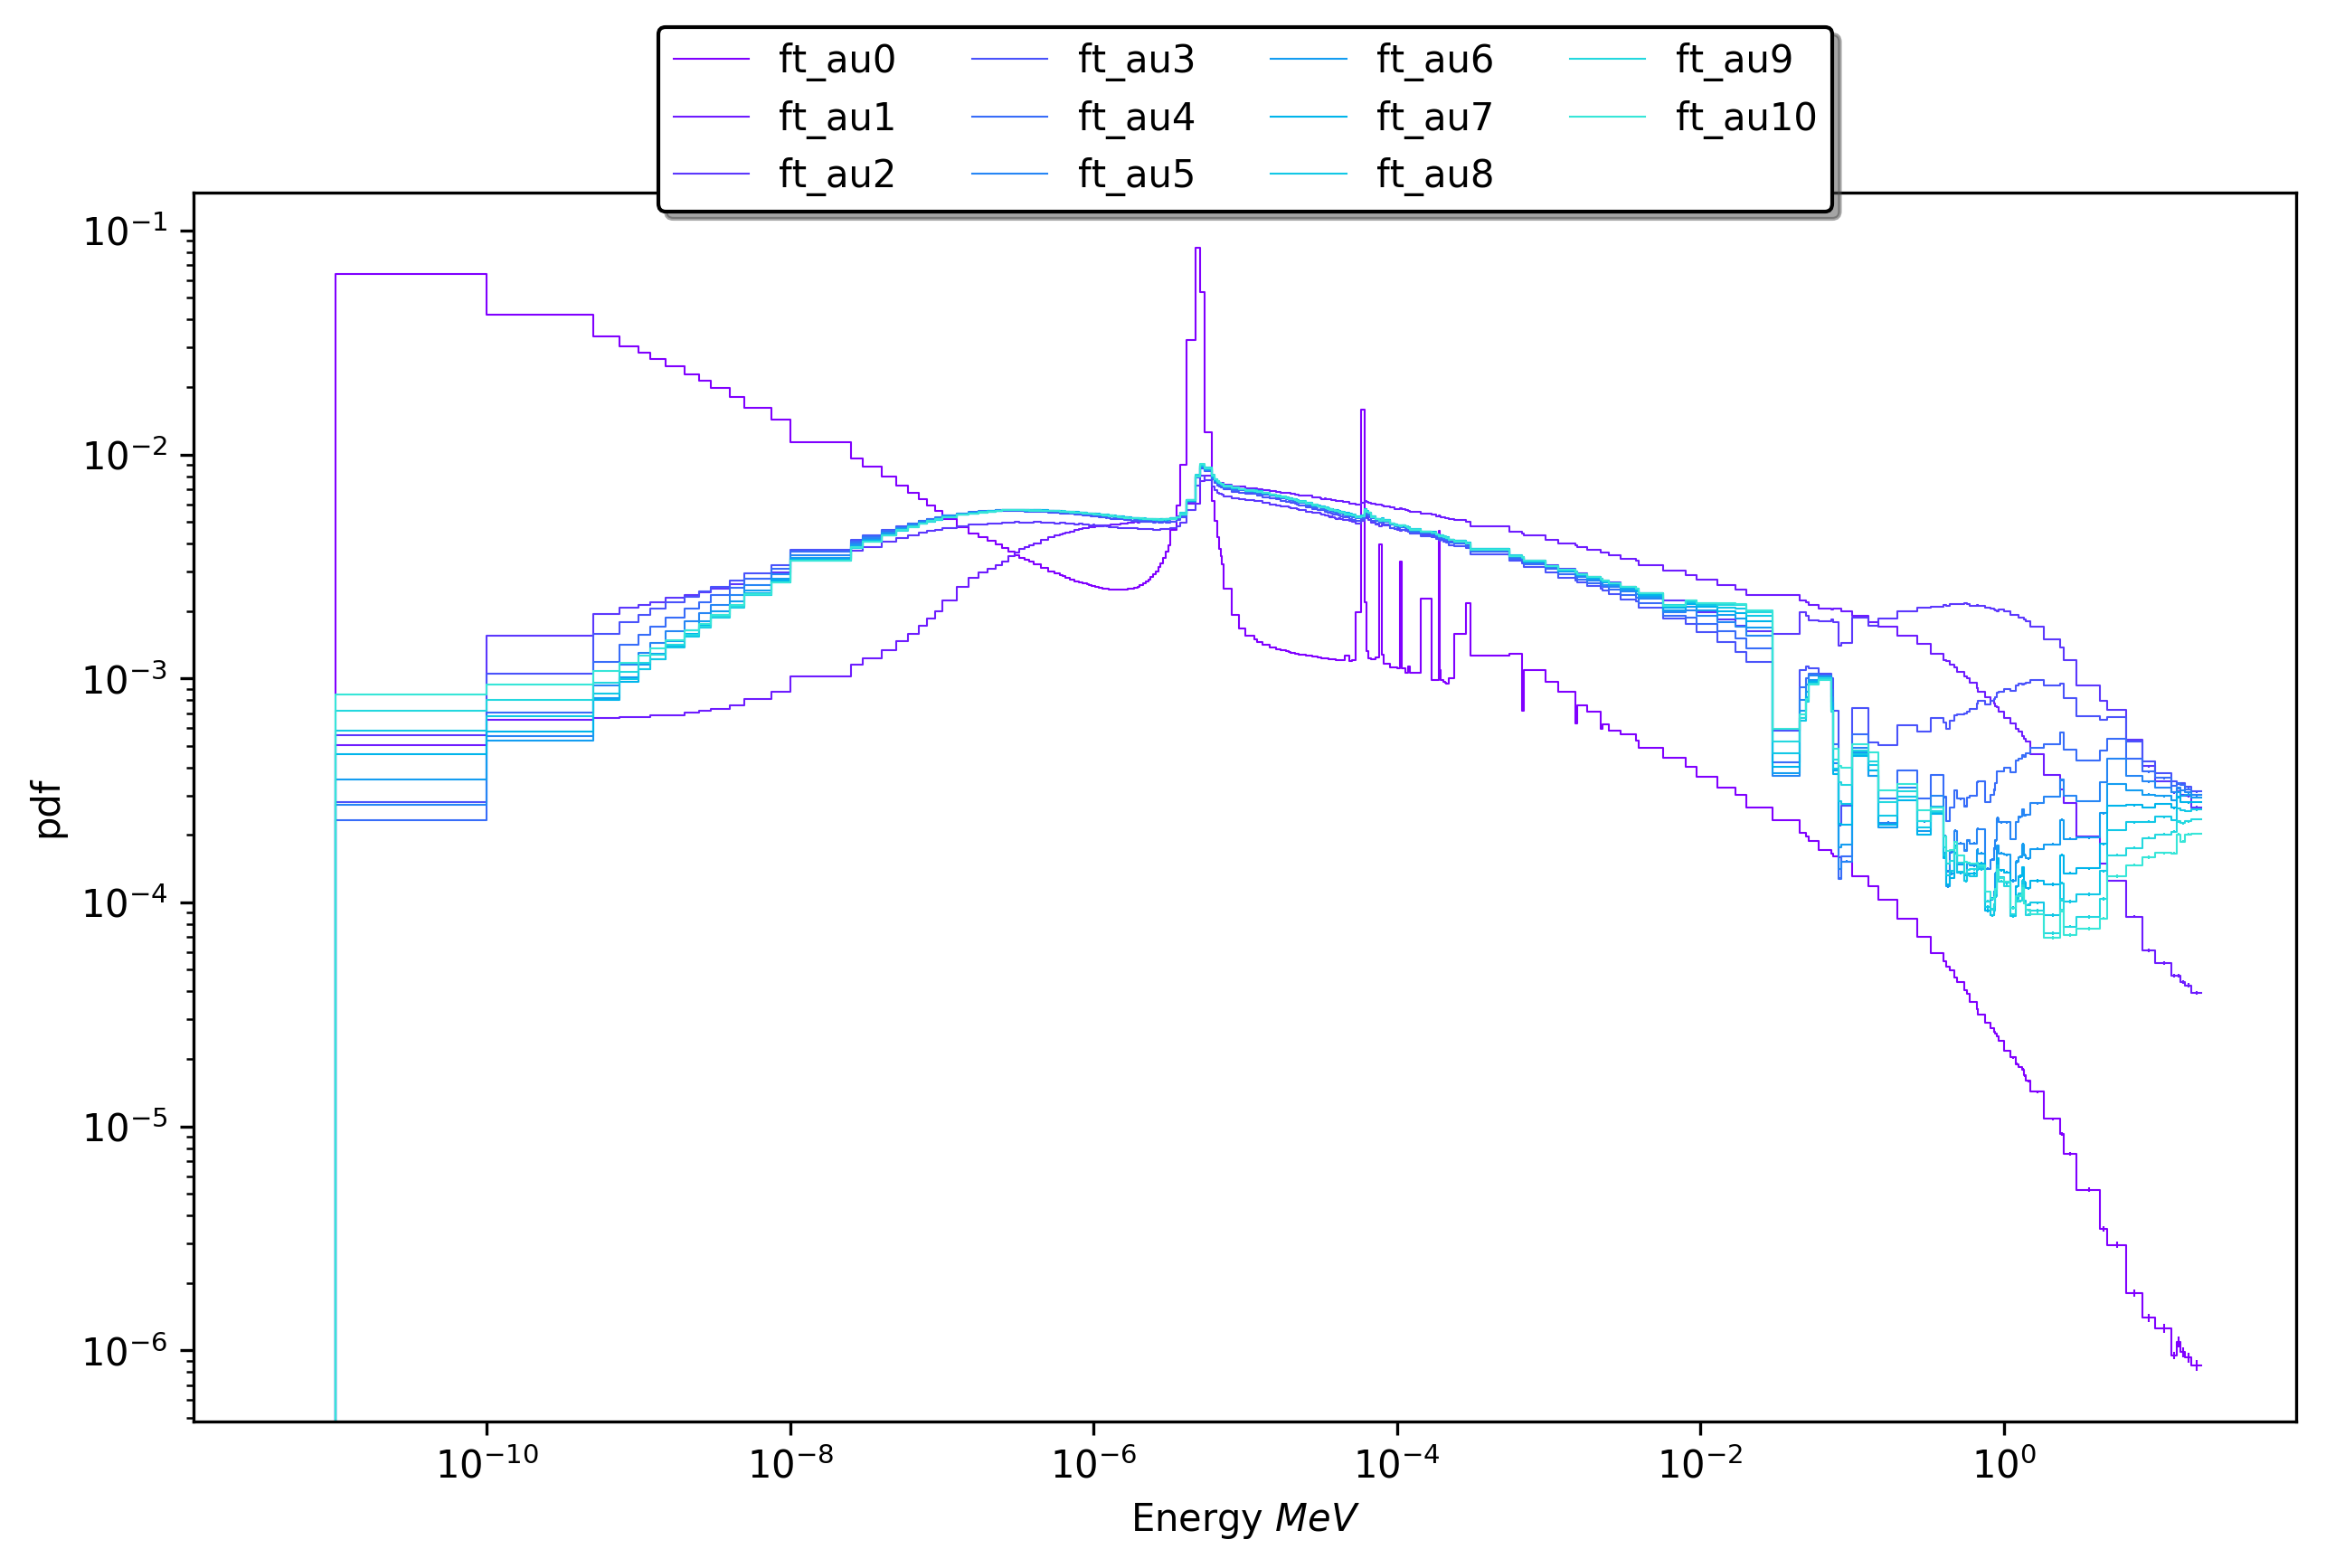 ft_au0 ft_au3 ft_au6 ft_au9
ft_au1 ft_au4 ft_au7 ft_au10
ft_au2 ft_au5 ft_au8
10⁻¹
10⁻²
10⁻³
10⁻⁴
10⁻⁵
10⁻⁶
pdf
10⁻¹⁰ 10⁻⁸ 10⁻⁶ 10⁻⁴ 10⁻² 10⁰
Energy MeV